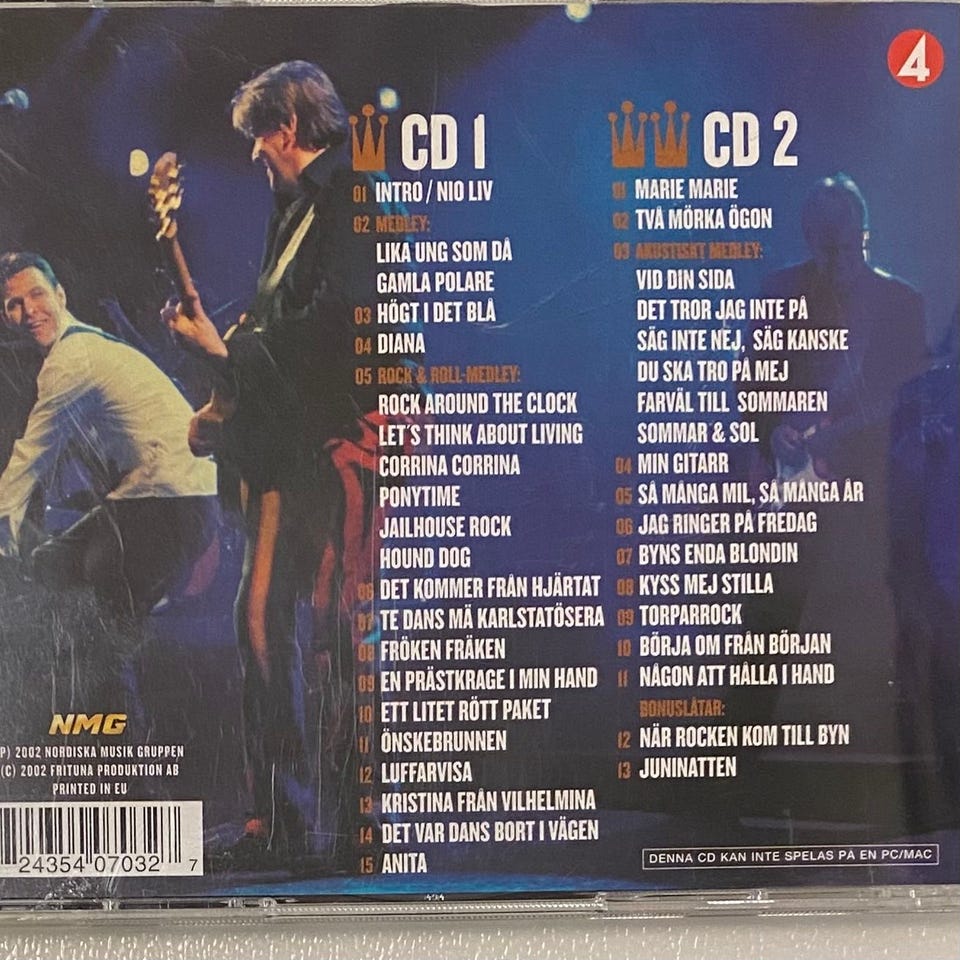 4
CD 1
01 INTRO / NIO LIV
02 MEDLEY:
LIKA UNG SOM DÅ
GAMLA POLARE
03 HÖGT I DET BLÅ
04 DIANA
05 ROCK & ROLL-MEDLEY:
ROCK AROUND THE CLOCK
LET´S THINK ABOUT LIVING
CORRINA CORRINA
PONYTIME
JAILHOUSE ROCK
HOUND DOG
06 DET KOMMER FRÅN HJÄRTAT
07 TE DANS MÄ KARLSTATÖSERA
08 FRÖKEN FRÄKEN
09 EN PRÄSTKRAGE I MIN HAND
10 ETT LITET RÖTT PAKET
11 ÖNSKEBRUNNEN
12 LUFFARVISA
13 KRISTINA FRÅN VILHELMINA
14 DET VAR DANS BORT I VÄGEN
15 ANITA
CD 2
01 MARIE MARIE
02 TVÅ MÖRKA ÖGON
03 AKUSTISKT MEDLEY:
VID DIN SIDA
DET TROR JAG INTE PÅ
SÄG INTE NEJ, SÄG KANSKE
DU SKA TRO PÅ MEJ
FARVÄL TILL SOMMAREN
SOMMAR & SOL
04 MIN GITARR
05 SÅ MÅNGA MIL, SÅ MÅNGA ÅR
06 JAG RINGER PÅ FREDAG
07 BYNS ENDA BLONDIN
08 KYSS MEJ STILLA
09 TORPARROCK
10 BÖRJA OM FRÅN BÖRJAN
11 NÅGON ATT HÅLLA I HAND
BONUSLÅTAR:
12 NÄR ROCKEN KOM TILL BYN
13 JUNINATTEN
NMG
P) 2002 NORDISKA MUSIK GRUPPEN
(C) 2002 FRITUNA PRODUKTION AB
PRINTED IN EU
24354 07032 7
DENNA CD KAN INTE SPELAS PÅ EN PC/MAC